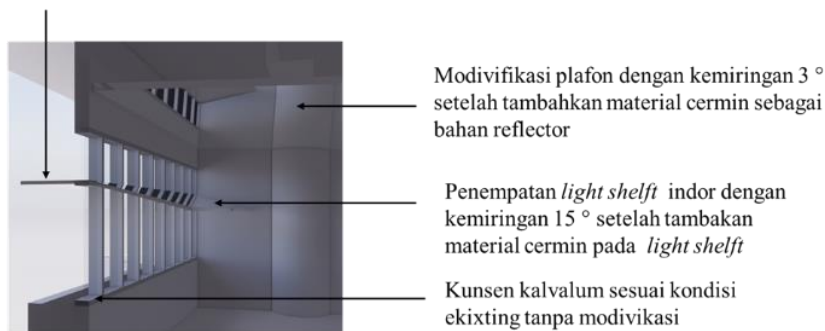 Modivifikasi plafon dengan kemiringan 3 °
setelah tambahkan material cermin sebagai
bahan reflector
Penempatan light shelft indor dengan
kemiringan 15 ° setelah tambakan
material cermin pada light shelft
Kunsen kalvalum sesuai kondisi
ekixting tanpa modivikasi